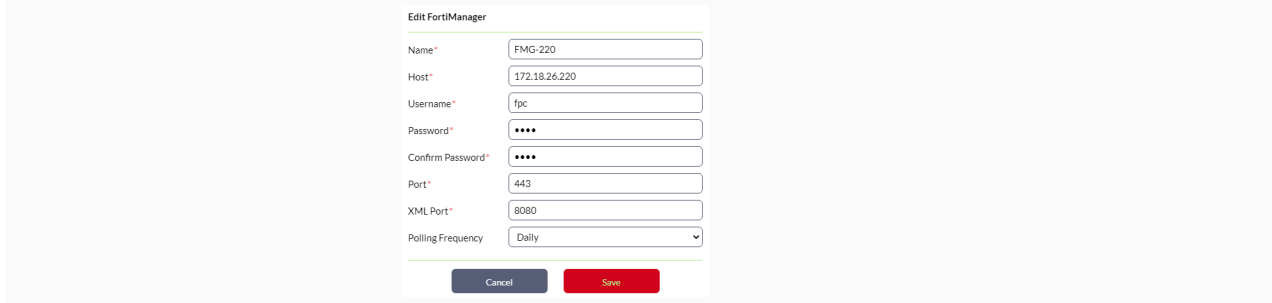 Edit FortiManager
Name* FMG-220
Host* 172.18.26.220
Username* fpc
Password* ••••
Confirm Password* ••••
Port* 443
XML Port* 8080
Polling Frequency Daily
Cancel Save